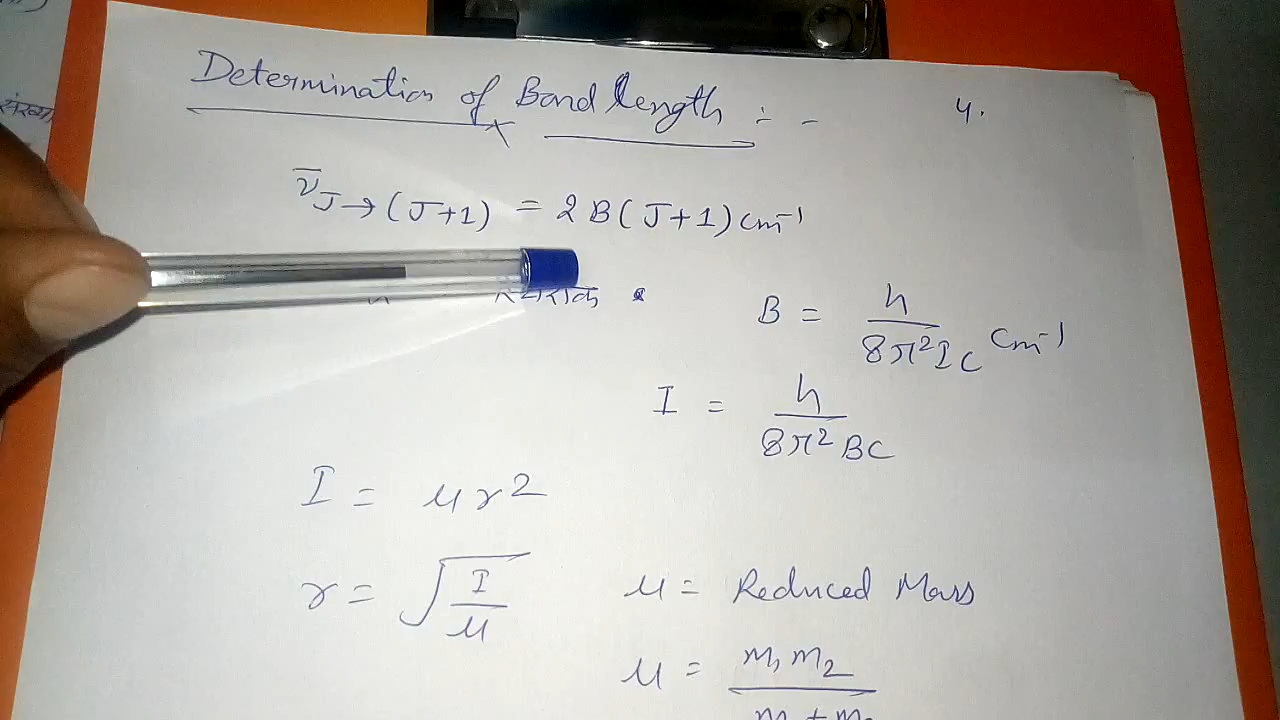 Determination of Bond length :- 4.
ν̄ J→(J+1) = 2B(J+1) cm⁻¹
B = h / 8π²Ic cm⁻¹
I = h / 8π²BC
I = μr²
r = √(I/μ) μ = Reduced Mass
μ = m₁m₂